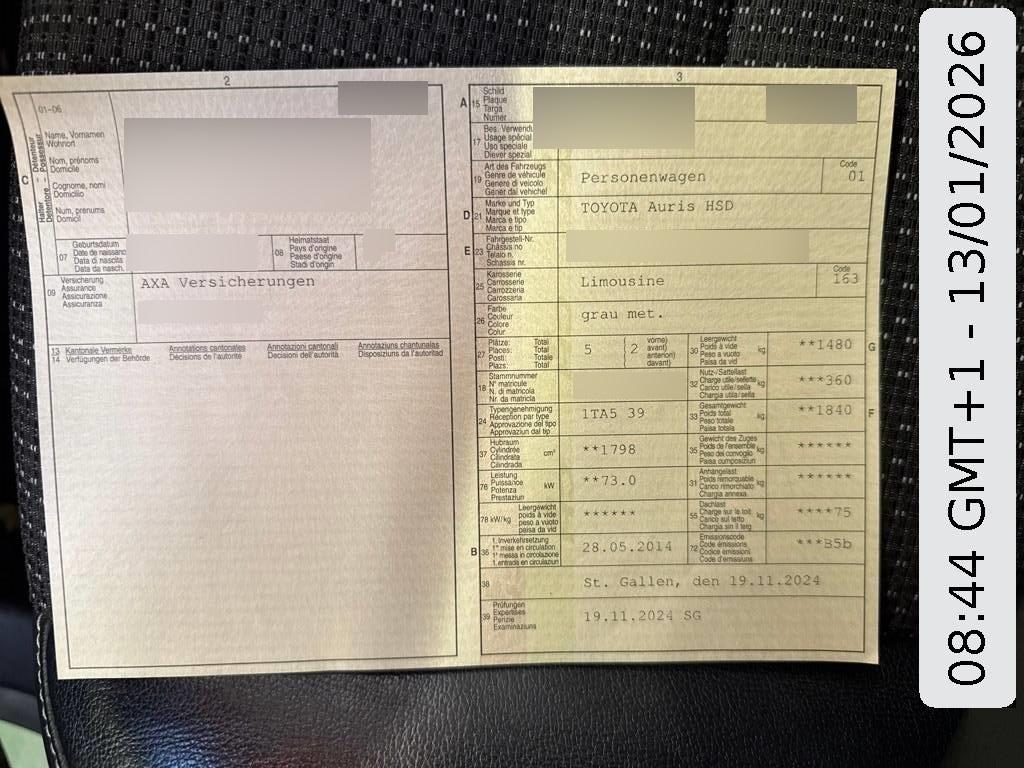 2
01-06
C
Halter Détenteur
Detentore Possessur
Name, Vornamen
Wohnort
Nom, prénoms
Domicile
Cognome, nomi
Domicilio
Num, prenums
Domicil
07
Geburtsdatum
Date de naissance
Data di nascita
Data da nasch.
08
Heimatstaat
Pays d'origine
Paese d'origine
Stadi d'origin
09
Versicherung
Assurance
Assicurazione
Assicuranza
AXA Versicherungen
13 Kantonale Vermerke Annotations cantonales Annotazioni cantonali Annotaziuns chantunalas
14 Verfügungen der Behörde Décisions de l'autorité Decisioni dell'autorità Disposiziuns da l'autoritad
3
A 15
Schild
Plaque
Targa
Numer
17
Bes. Verwendu
Usage spécial
Uso speciale
Diever spezial
19
Art des Fahrzeugs
Genre de véhicule
Genere di veicolo
Gener dal vehichel
Personenwagen
Code
01
D 21
Marke und Typ
Marque et type
Marca e tipo
Marca e tip
TOYOTA Auris HSD
E 23
Fahrgestell-Nr.
Châssis no
Telaio n.
Schassis nr.
25
Karosserie
Carrosserie
Carrozzeria
Carossaria
Limousine
Code
163
26
Farbe
Couleur
Colore
Colur
grau met.
27
Plätze: Total
Places: Total
Posti: Totale
Plazs: Total
5
2
vorne)
avant)
anteriori)
davant)
30
Leergewicht
Poids à vide
Peso a vuoto
Paisa da vid
kg
**1480
G
18
Stammnummer
N° matricule
N. di matricola
Nr. da matricla
32
Nutz-/Sattellast
Charge utile/sellette
Carico utile/sella
Chargia utila/sella
kg
***360
24
Typengenehmigung
Réception par type
Approvazione del tipo
Approvaziun dal tip
1TA5 39
33
Gesamtgewicht
Poids total
Peso totale
Paisa totala
kg
**1840
F
37
Hubraum
Cylindrée
Cilindrata
Cilindrada
cm³
**1798
35
Gewicht des Zuges
Poids de l'ensemble
Peso del convoglio
Paisa cumposiziun
kg
******
76
Leistung
Puissance
Potenza
Prestaziun
kW
**73.0
31
Anhängelast
Poids remorquable
Carico rimorchiato
Chargia annexa
kg
******
78 kW/kg
Leergewicht
poids à vide
peso a vuoto
paisa da vid
******
55
Dachlast
Charge sur le toit
Carico sul tetto
Chargia sin il tetg
kg
****75
B 36
1. Inverkehrsetzung
1re mise en circulation
1a messa in circolazione
1. entrada en circulaziun
28.05.2014
72
Emissionscode
Code émissions
Codice emissioni
Code d'emissiuns
***B5b
38
St. Gallen, den 19.11.2024
39
Prüfungen
Expertises
Perizie
Examinaziuns
19.11.2024 SG
08:44 GMT+1 - 13/01/2026